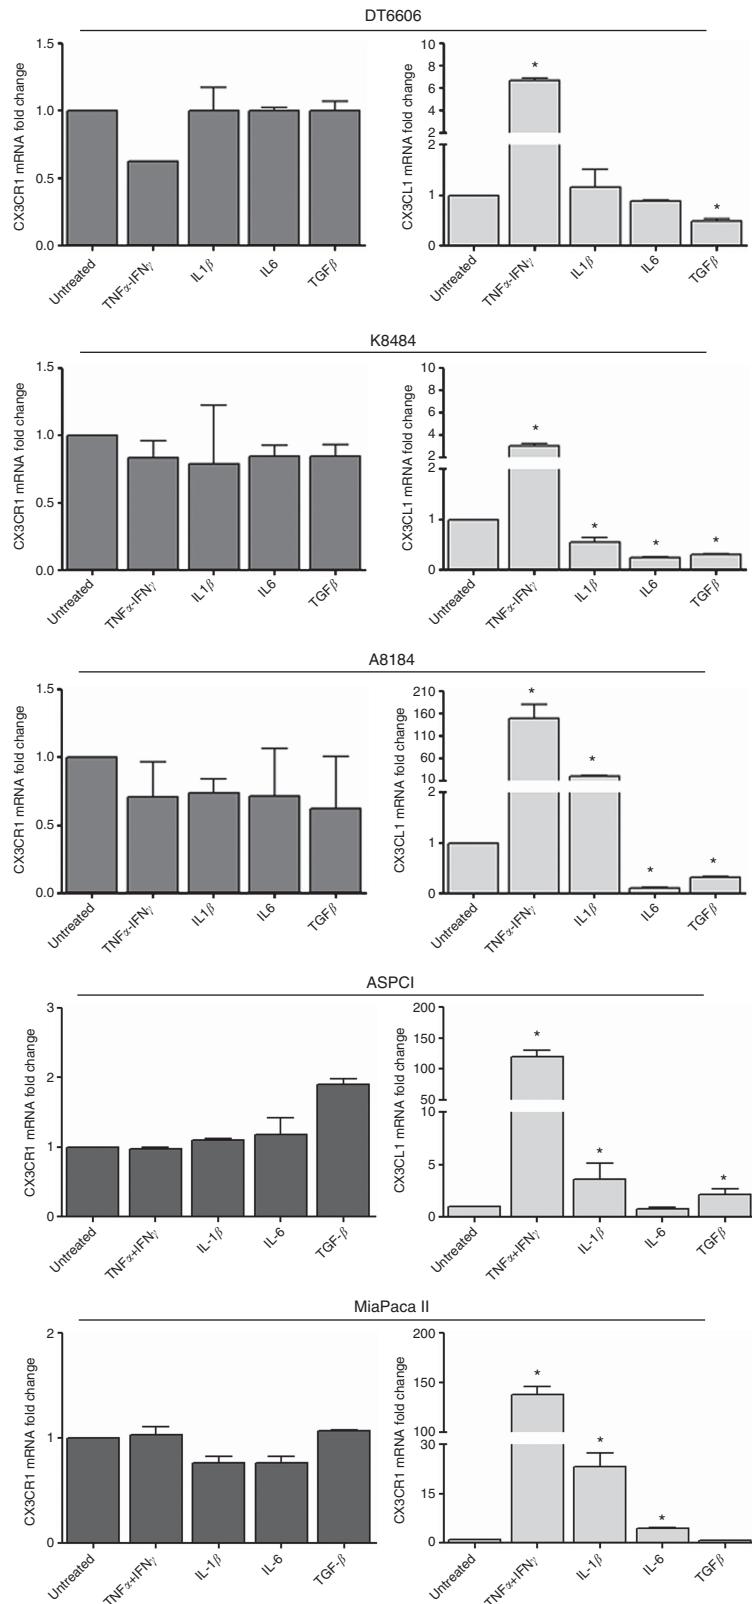 DT6606
CX3CR1 mRNA fold change
1.5
1.0
0.5
0.0
Untreated
TNFα-IFNγ
IL1β
IL6
TGFβ
CX3CL1 mRNA fold change
10
8
6
4
2
2
1
0
*
*
Untreated
TNFα-IFNγ
IL1β
IL6
TGFβ
K8484
CX3CR1 mRNA fold change
1.5
1.0
0.5
0.0
Untreated
TNFα-IFNγ
IL1β
IL6
TGFβ
CX3CL1 mRNA fold change
10
8
6
4
2
2
1
0
*
*
*
*
Untreated
TNFα-IFNγ
IL1β
IL6
TGFβ
A8184
CX3CR1 mRNA fold change
1.5
1.0
0.5
0.0
Untreated
TNFα-IFNγ
IL1β
IL6
TGFβ
CX3CL1 mRNA fold change
210
160
110
60
10
2
1
0
*
*
*
*
Untreated
TNFα-IFNγ
IL1β
IL6
TGFβ
ASPCI
CX3CR1 mRNA fold change
3
2
1
0
Untreated
TNFα+IFNγ
IL-1β
IL-6
TGF-β
CX3CL1 mRNA fold change
200
150
100
50
10
5
0
*
*
*
Untreated
TNFα+IFNγ
IL-1β
IL-6
TGFβ
MiaPaca II
CX3CR1 mRNA fold change
2
1
0
Untreated
TNFα+IFNγ
IL-1β
IL-6
TGF-β
CX3CR1 mRNA fold change
200
150
100
30
15
0
*
*
*
Untreated
TNFα+IFNγ
IL-1β
IL-6
TGFβ